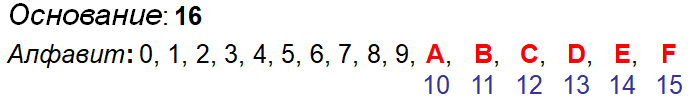 Основание: 16
Алфавит: 0, 1, 2, 3, 4, 5, 6, 7, 8, 9, A, B, C, D, E, F
10 11 12 13 14 15